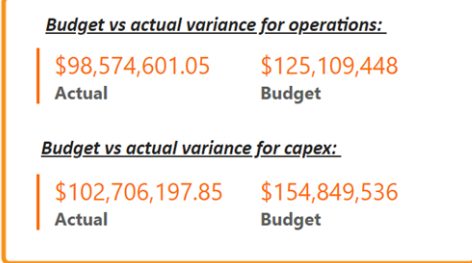 Budget vs actual variance for operations:
$98,574,601.05 $125,109,448
Actual Budget
Budget vs actual variance for capex:
$102,706,197.85 $154,849,536
Actual Budget